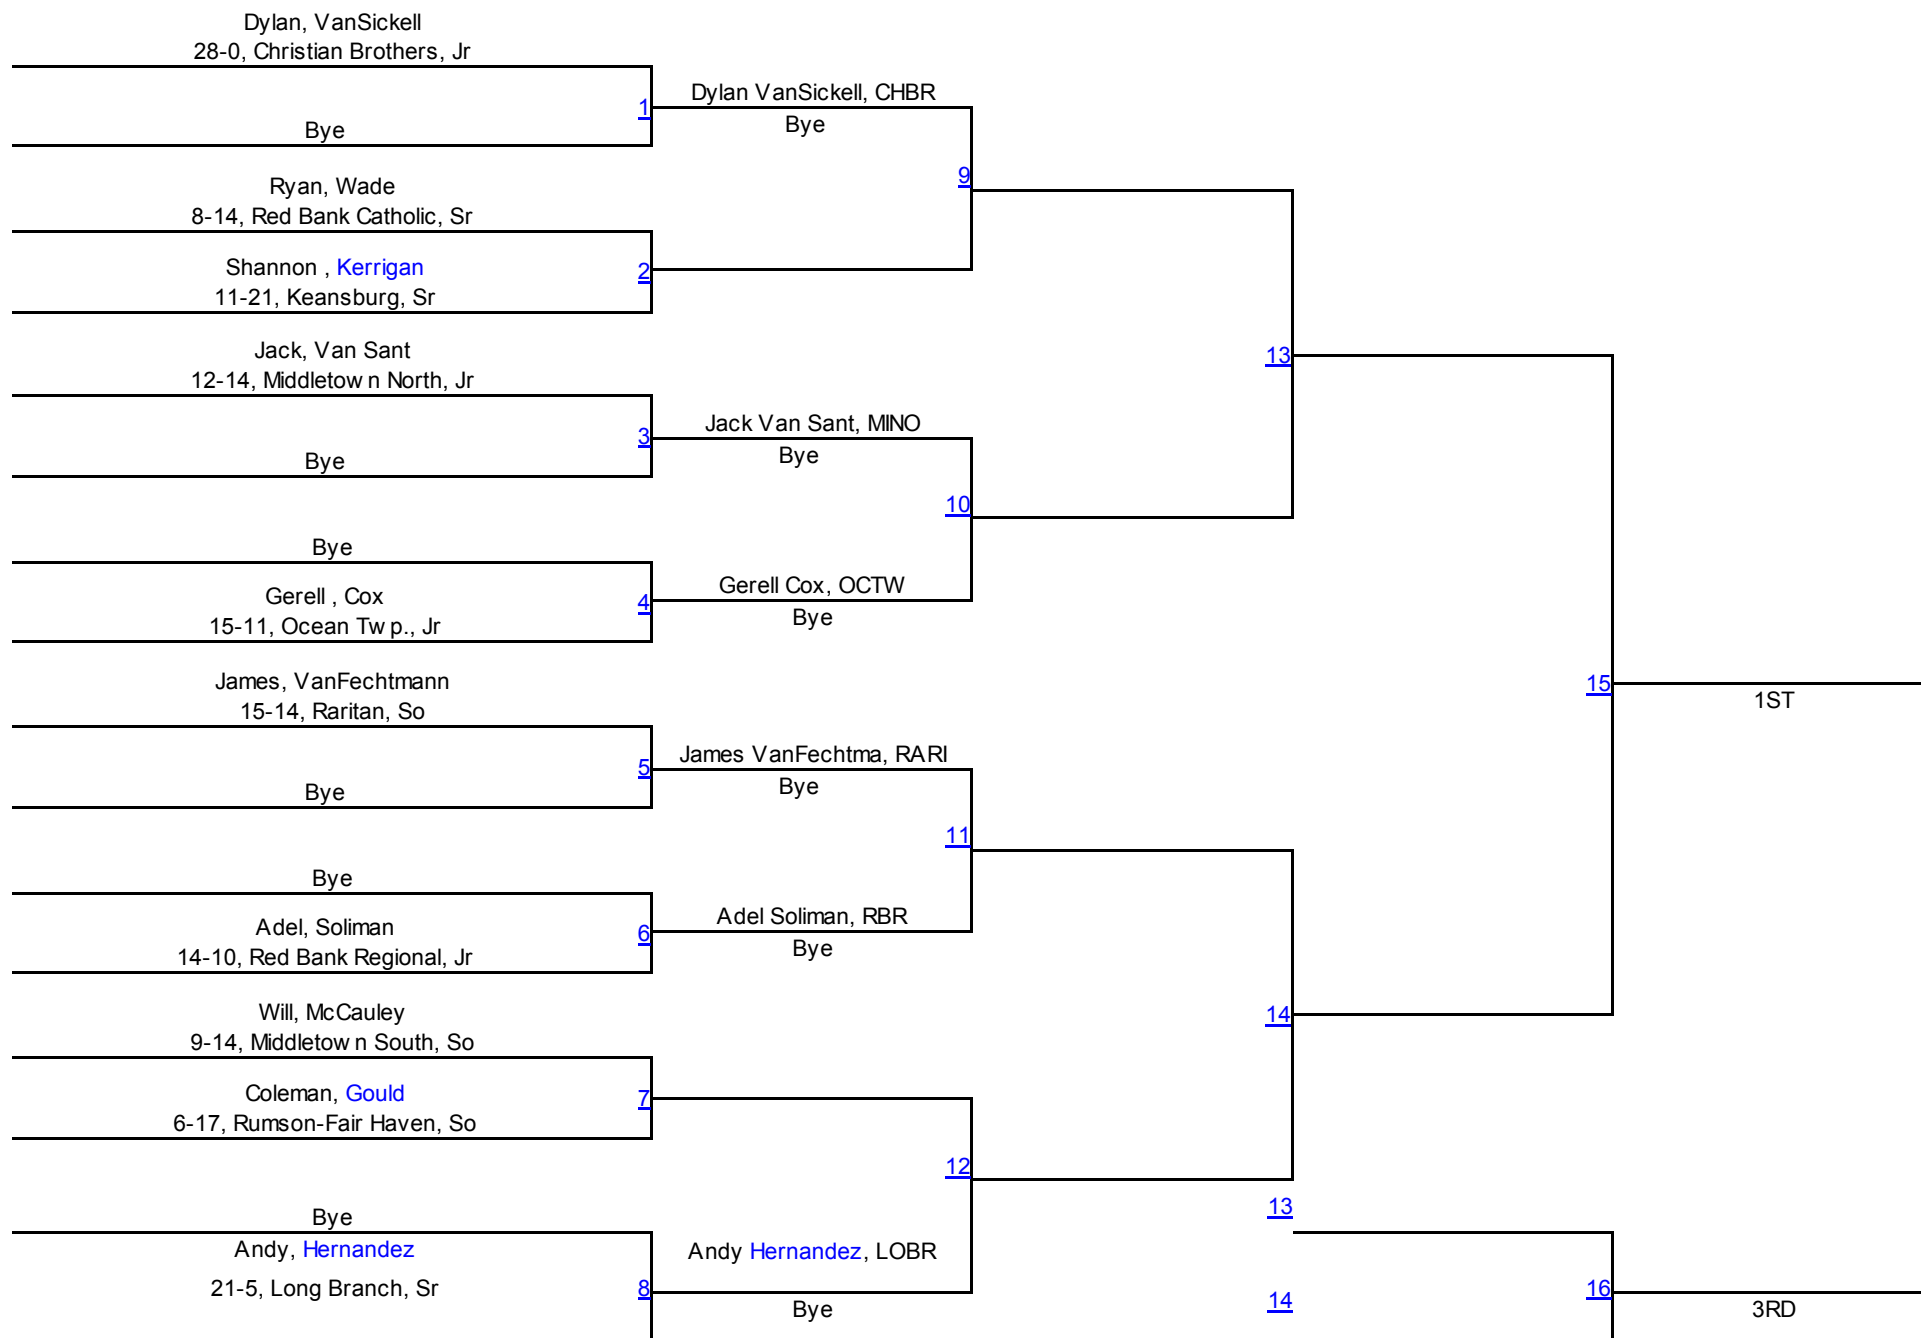 Dylan, VanSickell
28-0, Christian Brothers, Jr
1
Dylan VanSickell, CHBR
Bye
Bye
9
Ryan, Wade
8-14, Red Bank Catholic, Sr
Shannon , Kerrigan
2
11-21, Keansburg, Sr
Jack, Van Sant
13
12-14, Middletown North, Jr
3
Jack Van Sant, MINO
Bye
Bye
10
Bye
Gerell , Cox
4
Gerell Cox, OCTW
15-11, Ocean Twp., Jr
Bye
James, VanFechtmann
15
1ST
15-14, Raritan, So
5
James VanFechtma, RARI
Bye
Bye
11
Bye
Adel, Soliman
6
Adel Soliman, RBR
14-10, Red Bank Regional, Jr
Bye
Will, McCauley
14
9-14, Middletown South, So
Coleman, Gould
7
6-17, Rumson-Fair Haven, So
12
13
Bye
Andy, Hernandez
Andy Hernandez, LOBR
21-5, Long Branch, Sr
8
Bye
14
16
3RD